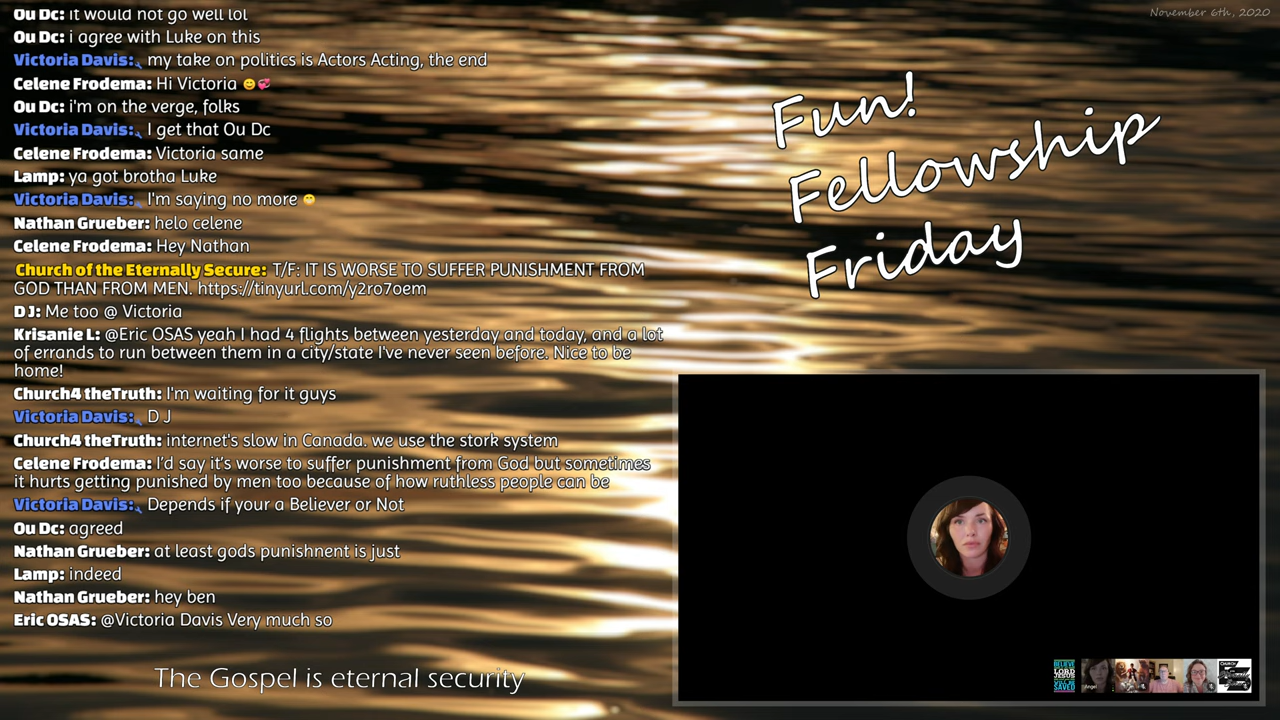 Ou Dc: it would not go well lol
Ou Dc: i agree with Luke on this
Victoria Davis: my take on politics is Actors Acting, the end
Celene Frodema: Hi Victoria 😊💞
Ou Dc: i'm on the verge, folks
Victoria Davis: I get that Ou Dc
Celene Frodema: Victoria same
Lamp: ya got brotha Luke
Victoria Davis: I'm saying no more 😁
Nathan Grueber: helo celene
Celene Frodema: Hey Nathan
Church of the Eternally Secure: T/F: IT IS WORSE TO SUFFER PUNISHMENT FROM
GOD THAN FROM MEN. https://tinyurl.com/y2ro7oem
D J: Me too @ Victoria
Krisanie L: @Eric OSAS yeah I had 4 flights between yesterday and today, and a lot
of errands to run between them in a city/state I've never seen before. Nice to be
home!
Church4 theTruth: I'm waiting for it guys
Victoria Davis: D J
Church4 theTruth: internet's slow in Canada. we use the stork system
Celene Frodema: I'd say it's worse to suffer punishment from God but sometimes
it hurts getting punished by men too because of how ruthless people can be
Victoria Davis: Depends if your a Believer or Not
Ou Dc: agreed
Nathan Grueber: at least gods punishnent is just
Lamp: indeed
Nathan Grueber: hey ben
Eric OSAS: @Victoria Davis Very much so
The Gospel is eternal security
November 6th, 2020
Fun!
Fellowship
Friday
BELIEVE
LORD
JESUS
SAVED
Angel
CHURCH